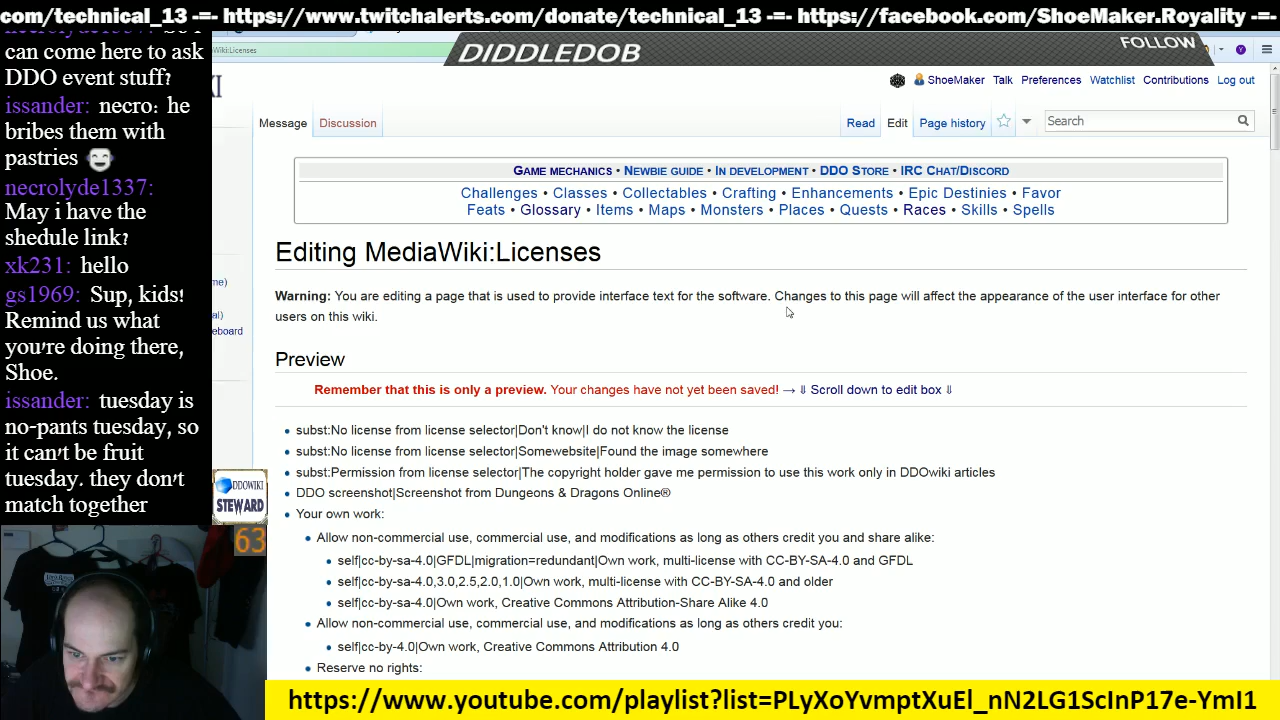 com/technical_13 -=- https://www.twitchalerts.com/donate/technical_13 -=- https://facebook.com/ShoeMaker.Royality -=-
can come here to ask
DDO event stuff?
issander: necro: he
bribes them with
pastries
necrolyde1337:
May i have the
shedule link?
xk231: hello
gs1969: Sup, kids!
Remind us what
you're doing there,
Shoe.
issander: tuesday is
no-pants tuesday, so
it can't be fruit
tuesday. they don't
match together
Wiki:Licenses
DIDDLEDOB
FOLLOW
ShoeMaker Talk Preferences Watchlist Contributions Log out
Message Discussion Read Edit Page history Search
GAME MECHANICS • NEWBIE GUIDE • IN DEVELOPMENT • DDO STORE • IRC CHAT/DISCORD
Challenges • Classes • Collectables • Crafting • Enhancements • Epic Destinies • Favor
Feats • Glossary • Items • Maps • Monsters • Places • Quests • Races • Skills • Spells
Editing MediaWiki:Licenses
Warning: You are editing a page that is used to provide interface text for the software. Changes to this page will affect the appearance of the user interface for other
users on this wiki.
Preview
Remember that this is only a preview. Your changes have not yet been saved! → ⇓ Scroll down to edit box ⇓
• subst:No license from license selector|Don't know|I do not know the license
• subst:No license from license selector|Somewebsite|Found the image somewhere
• subst:Permission from license selector|The copyright holder gave me permission to use this work only in DDOwiki articles
• DDO screenshot|Screenshot from Dungeons & Dragons Online®
• Your own work:
• Allow non-commercial use, commercial use, and modifications as long as others credit you and share alike:
• self|cc-by-sa-4.0|GFDL|migration=redundant|Own work, multi-license with CC-BY-SA-4.0 and GFDL
• self|cc-by-sa-4.0,3.0,2.5,2.0,1.0|Own work, multi-license with CC-BY-SA-4.0 and older
• self|cc-by-sa-4.0|Own work, Creative Commons Attribution-Share Alike 4.0
• Allow non-commercial use, commercial use, and modifications as long as others credit you:
• self|cc-by-4.0|Own work, Creative Commons Attribution 4.0
• Reserve no rights:
me)
al)
eboard
DDOWIKI
STEWARD
63
https://www.youtube.com/playlist?list=PLyXoYvmptXuEl_nN2LG1ScInP17e-YmI1